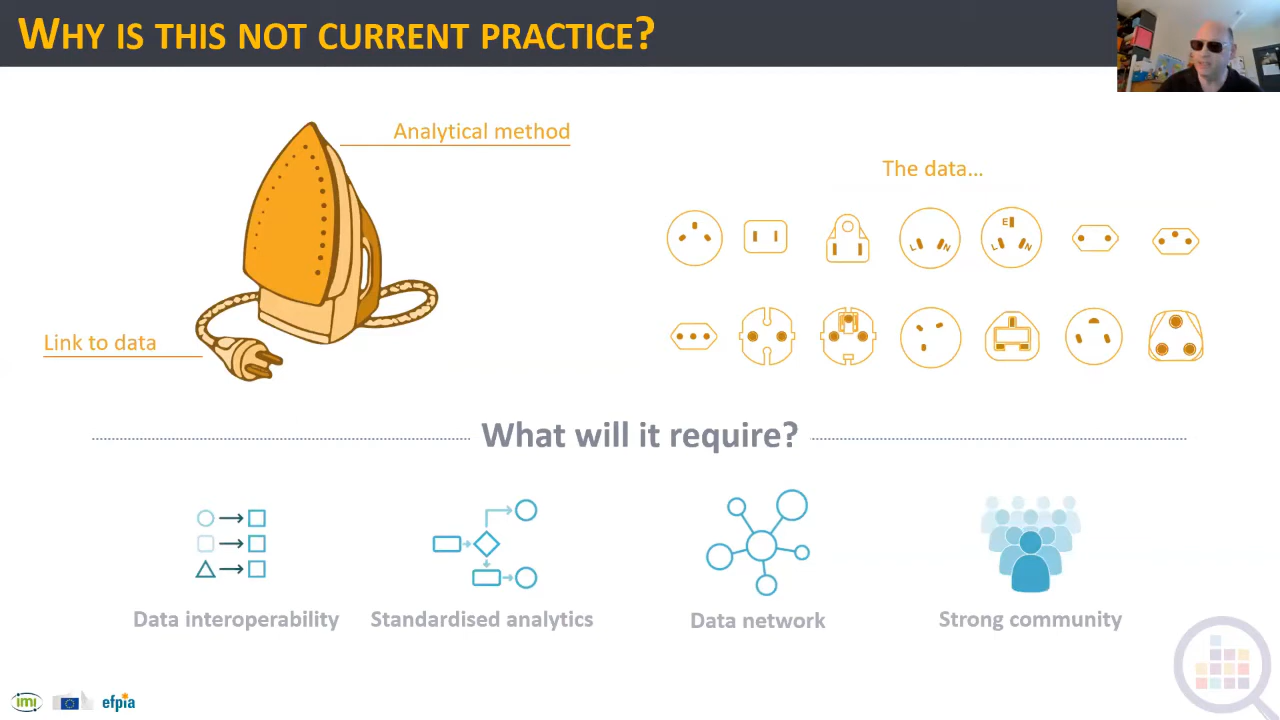 WHY IS THIS NOT CURRENT PRACTICE?
Analytical method
Link to data
The data...
L N
E
L N
What will it require?
Data interoperability
Standardised analytics
Data network
Strong community
imi
efpia